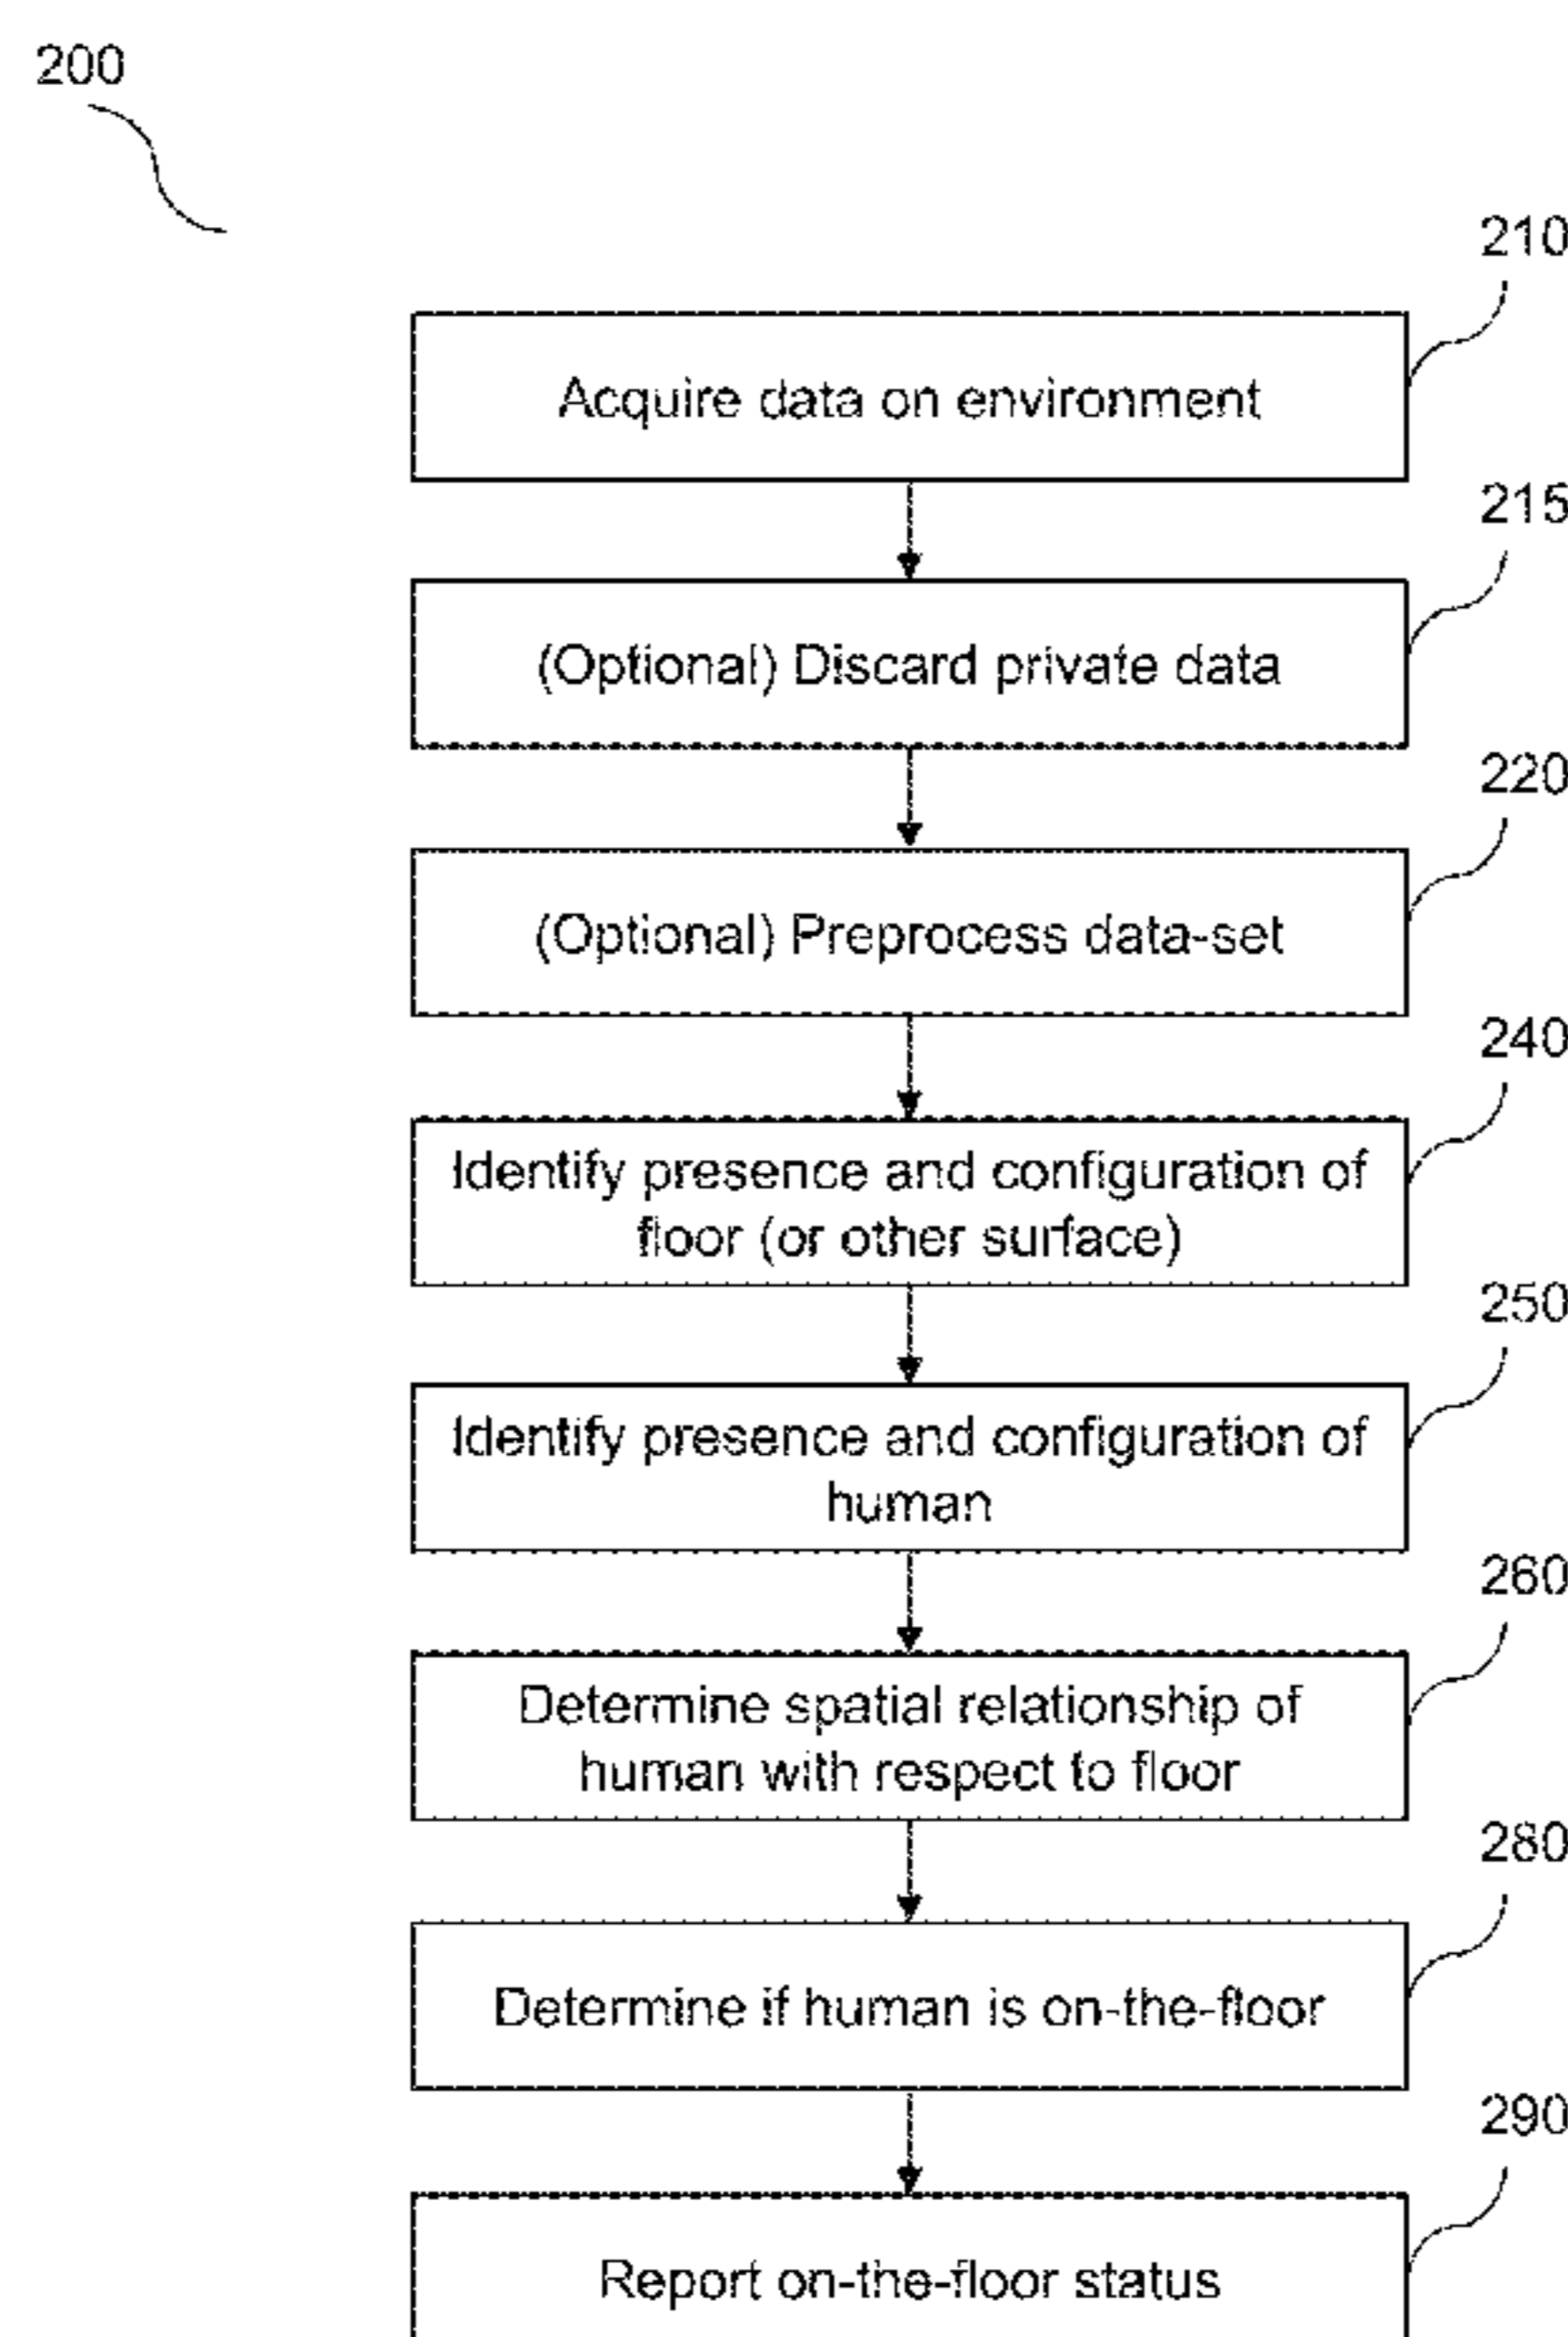 200
210
Acquire data on environment
215
(Optional) Discard private data
220
(Optional) Preprocess data-set
240
Identify presence and configuration of
floor (or other surface)
250
Identify presence and configuration of
human
260
Determine spatial relationship of
human with respect to floor
280
Determine if human is on-the-floor
290
Report on-the-floor status